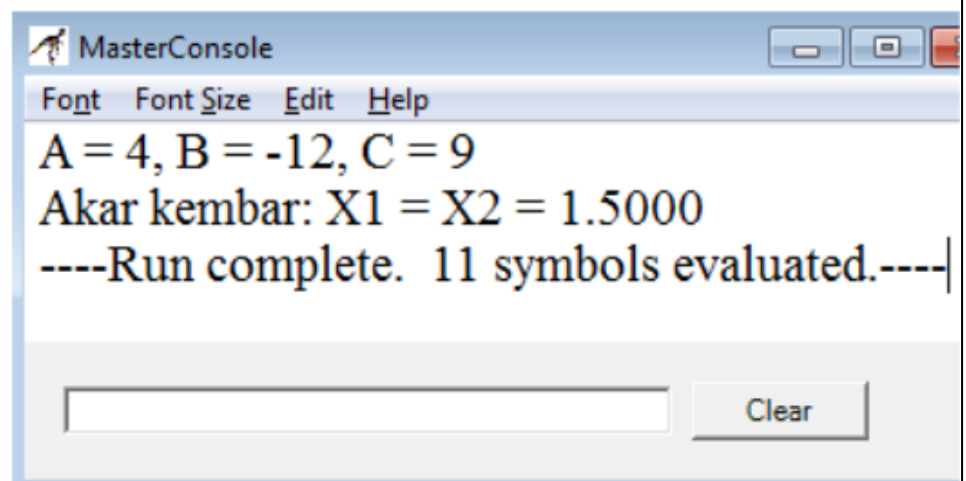 MasterConsole
Font Font Size Edit Help
A = 4, B = -12, C = 9
Akar kembar: X1 = X2 = 1.5000
----Run complete.  11 symbols evaluated.----
Clear